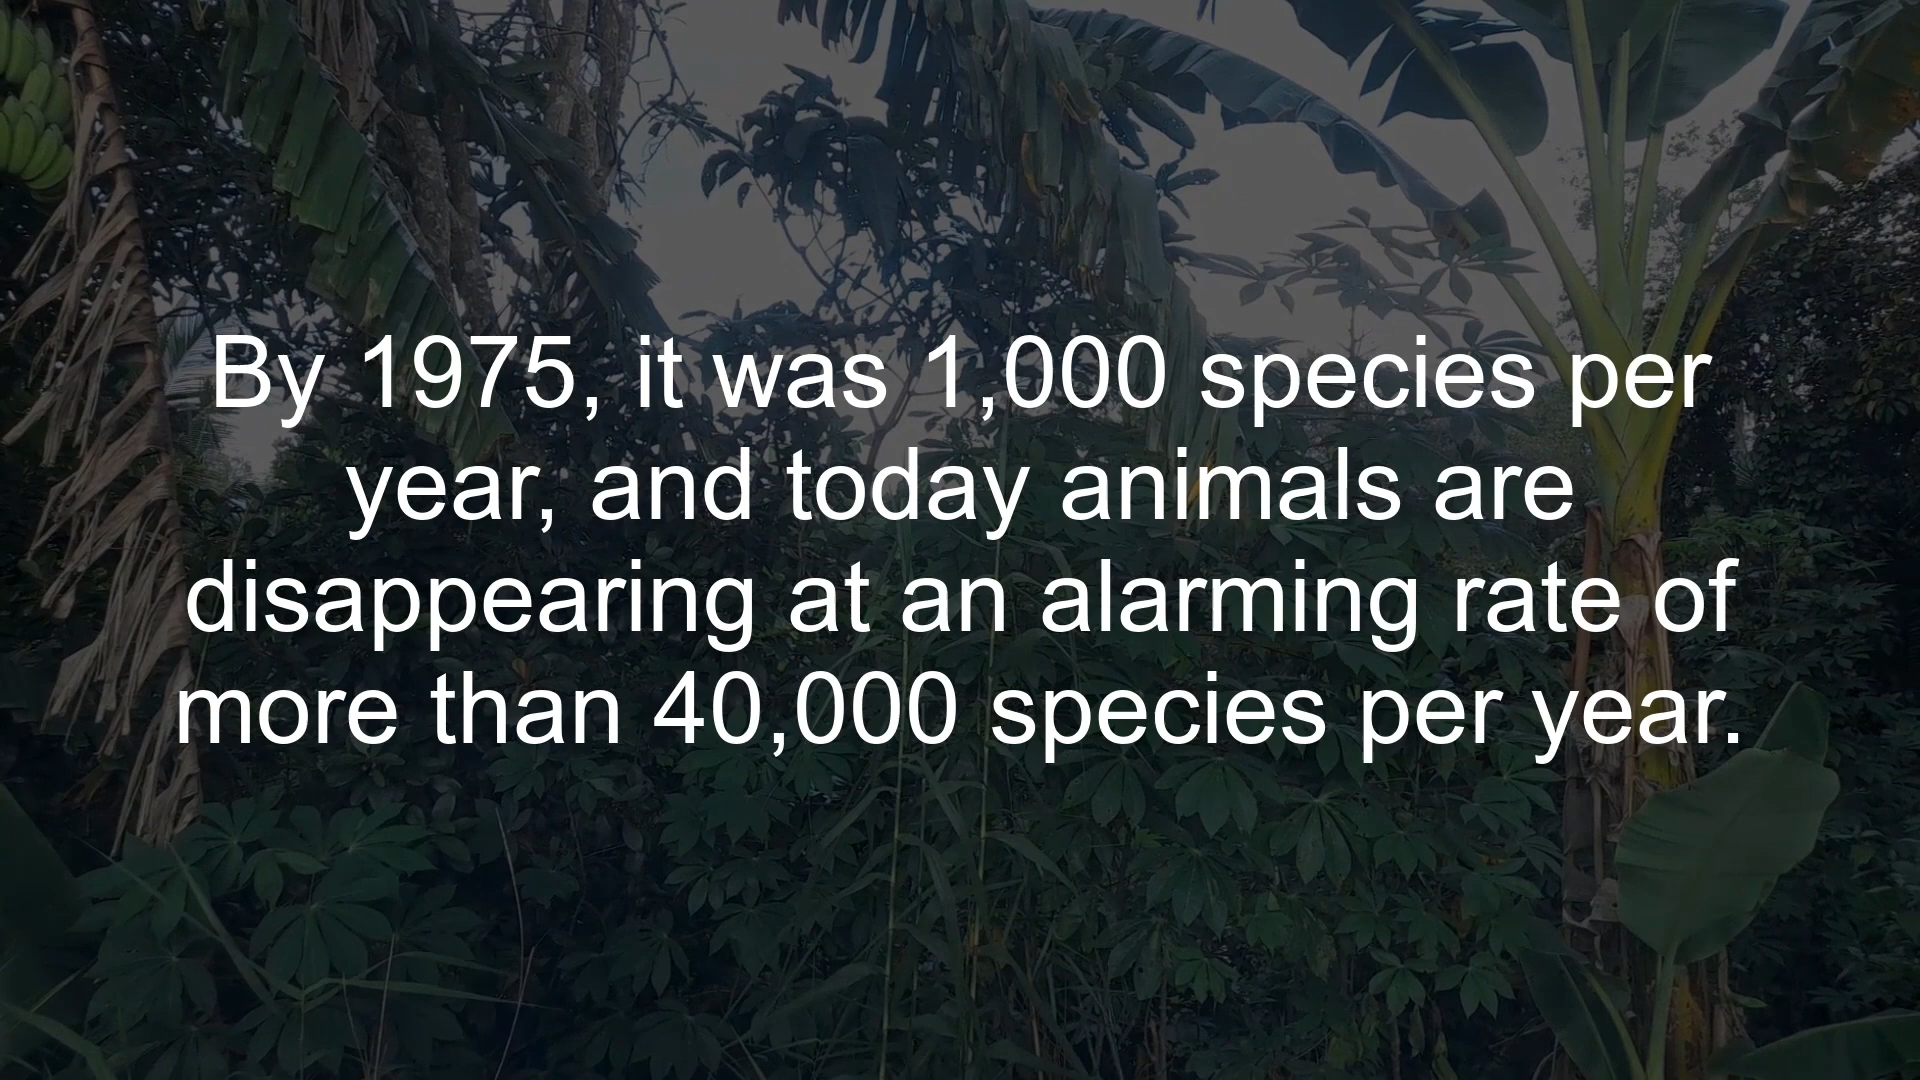 By 1975, it was 1,000 species per
year, and today animals are
disappearing at an alarming rate of
more than 40,000 species per year.